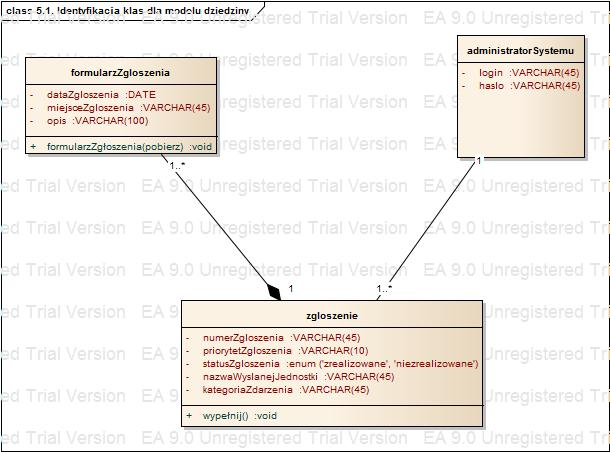 class 5.1. Identyfikacja klas dla modelu dziedziny
EA 9.0 Unregistered Trial Version
formularzZgloszenia
- dataZgloszenia :DATE
- miejsceZgloszenia :VARCHAR(45)
- opis :VARCHAR(100)
+ formularzZgłoszenia(pobierz) :void
administratorSystemu
- login :VARCHAR(45)
- haslo :VARCHAR(45)
1..*
1
1
1..*
zgloszenie
- numerZgloszenia :VARCHAR(45)
- priorytetZgloszenia :VARCHAR(10)
- statusZgloszenia :enum ('zrealizowane', 'niezrealizowane')
- nazwaWyslanejJednostki :VARCHAR(45)
- kategoriaZdarzenia :VARCHAR(45)
+ wypełnij() :void